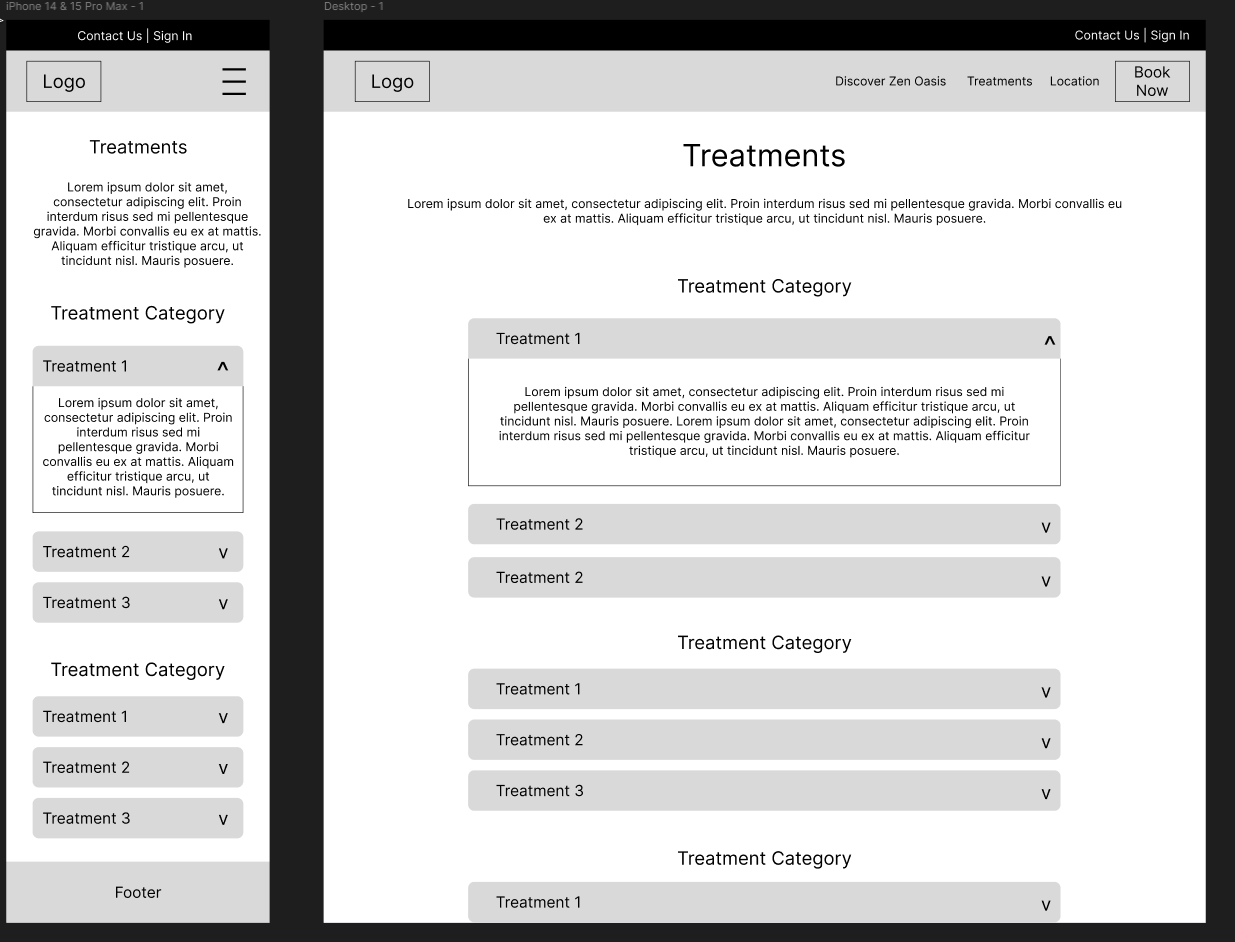 iPhone 14 & 15 Pro Max - 1
Contact Us | Sign In
Logo
Treatments
Lorem ipsum dolor sit amet,
consectetur adipiscing elit. Proin
interdum risus sed mi pellentesque
gravida. Morbi convallis eu ex at mattis.
Aliquam efficitur tristique arcu, ut
tincidunt nisl. Mauris posuere.
Treatment Category
Treatment 1 ^
Lorem ipsum dolor sit amet,
consectetur adipiscing elit. Proin
interdum risus sed mi
pellentesque gravida. Morbi
convallis eu ex at mattis. Aliquam
efficitur tristique arcu, ut
tincidunt nisl. Mauris posuere.
Treatment 2 v
Treatment 3 v
Treatment Category
Treatment 1 v
Treatment 2 v
Treatment 3 v
Footer
Desktop - 1
Contact Us | Sign In
Logo
Discover Zen Oasis Treatments Location
Book
Now
Treatments
Lorem ipsum dolor sit amet, consectetur adipiscing elit. Proin interdum risus sed mi pellentesque gravida. Morbi convallis eu
ex at mattis. Aliquam efficitur tristique arcu, ut tincidunt nisl. Mauris posuere.
Treatment Category
Treatment 1 ^
Lorem ipsum dolor sit amet, consectetur adipiscing elit. Proin interdum risus sed mi
pellentesque gravida. Morbi convallis eu ex at mattis. Aliquam efficitur tristique arcu, ut
tincidunt nisl. Mauris posuere. Lorem ipsum dolor sit amet, consectetur adipiscing elit. Proin
interdum risus sed mi pellentesque gravida. Morbi convallis eu ex at mattis. Aliquam efficitur
tristique arcu, ut tincidunt nisl. Mauris posuere.
Treatment 2 v
Treatment 2 v
Treatment Category
Treatment 1 v
Treatment 2 v
Treatment 3 v
Treatment Category
Treatment 1 v